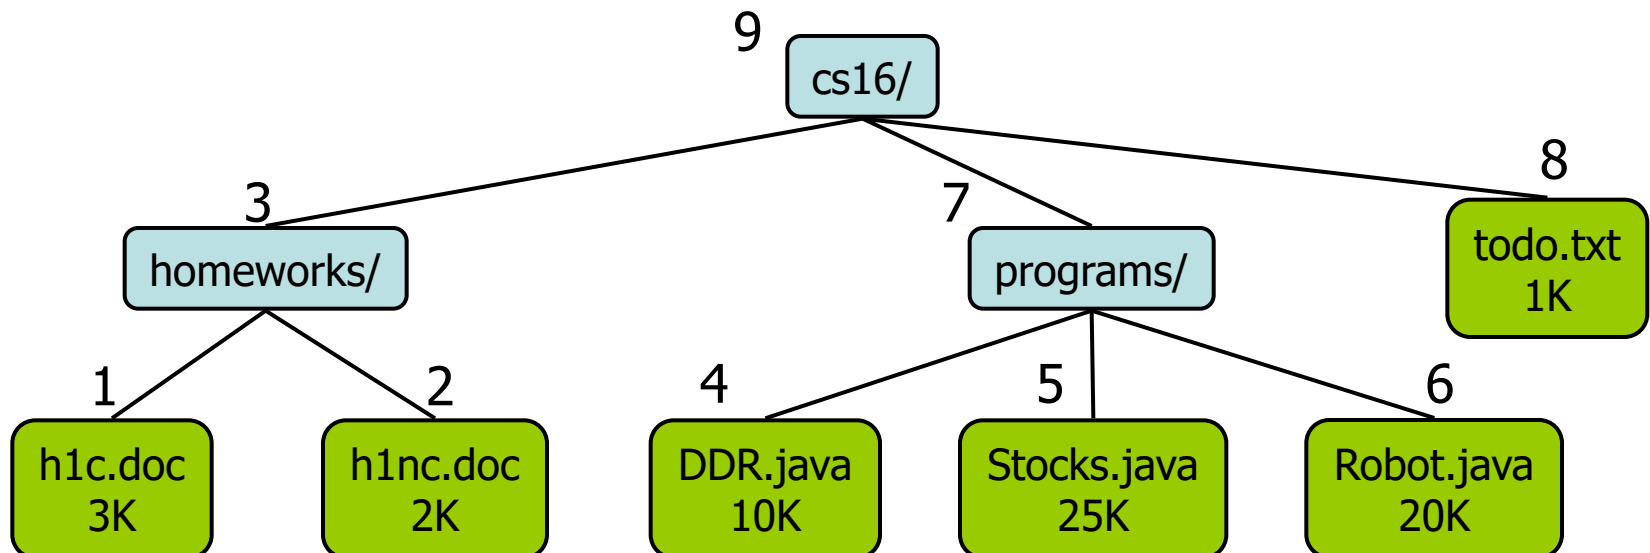 9
cs16/
3
homeworks/
7
programs/
8
todo.txt
1K
1
h1c.doc
3K
2
h1nc.doc
2K
4
DDR.java
10K
5
Stocks.java
25K
6
Robot.java
20K